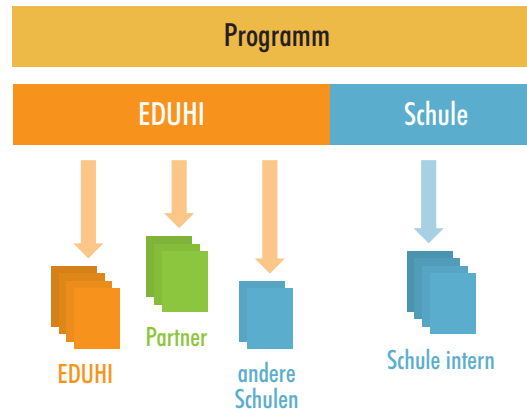 Programm
EDUHI
Schule
EDUHI
Partner
andere
Schulen
Schule intern